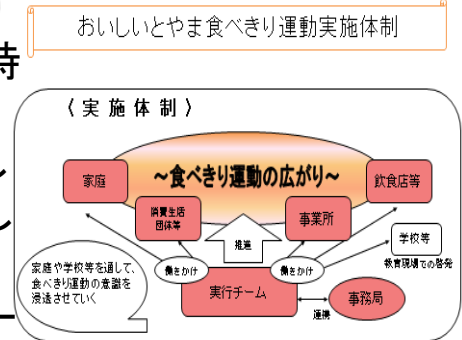 おいしいとやま食べきり運動実施体制
時
〈実施体制〉
～食べきり運動の広がり～
家庭
飲食店等
消費生活
団体等
事業所
推進
学校等
教育現場での啓発
働きかけ
働きかけ
家庭や学校等を通して、
食べきり運動の意識を
浸透させていく
実行チーム
事務局
連携